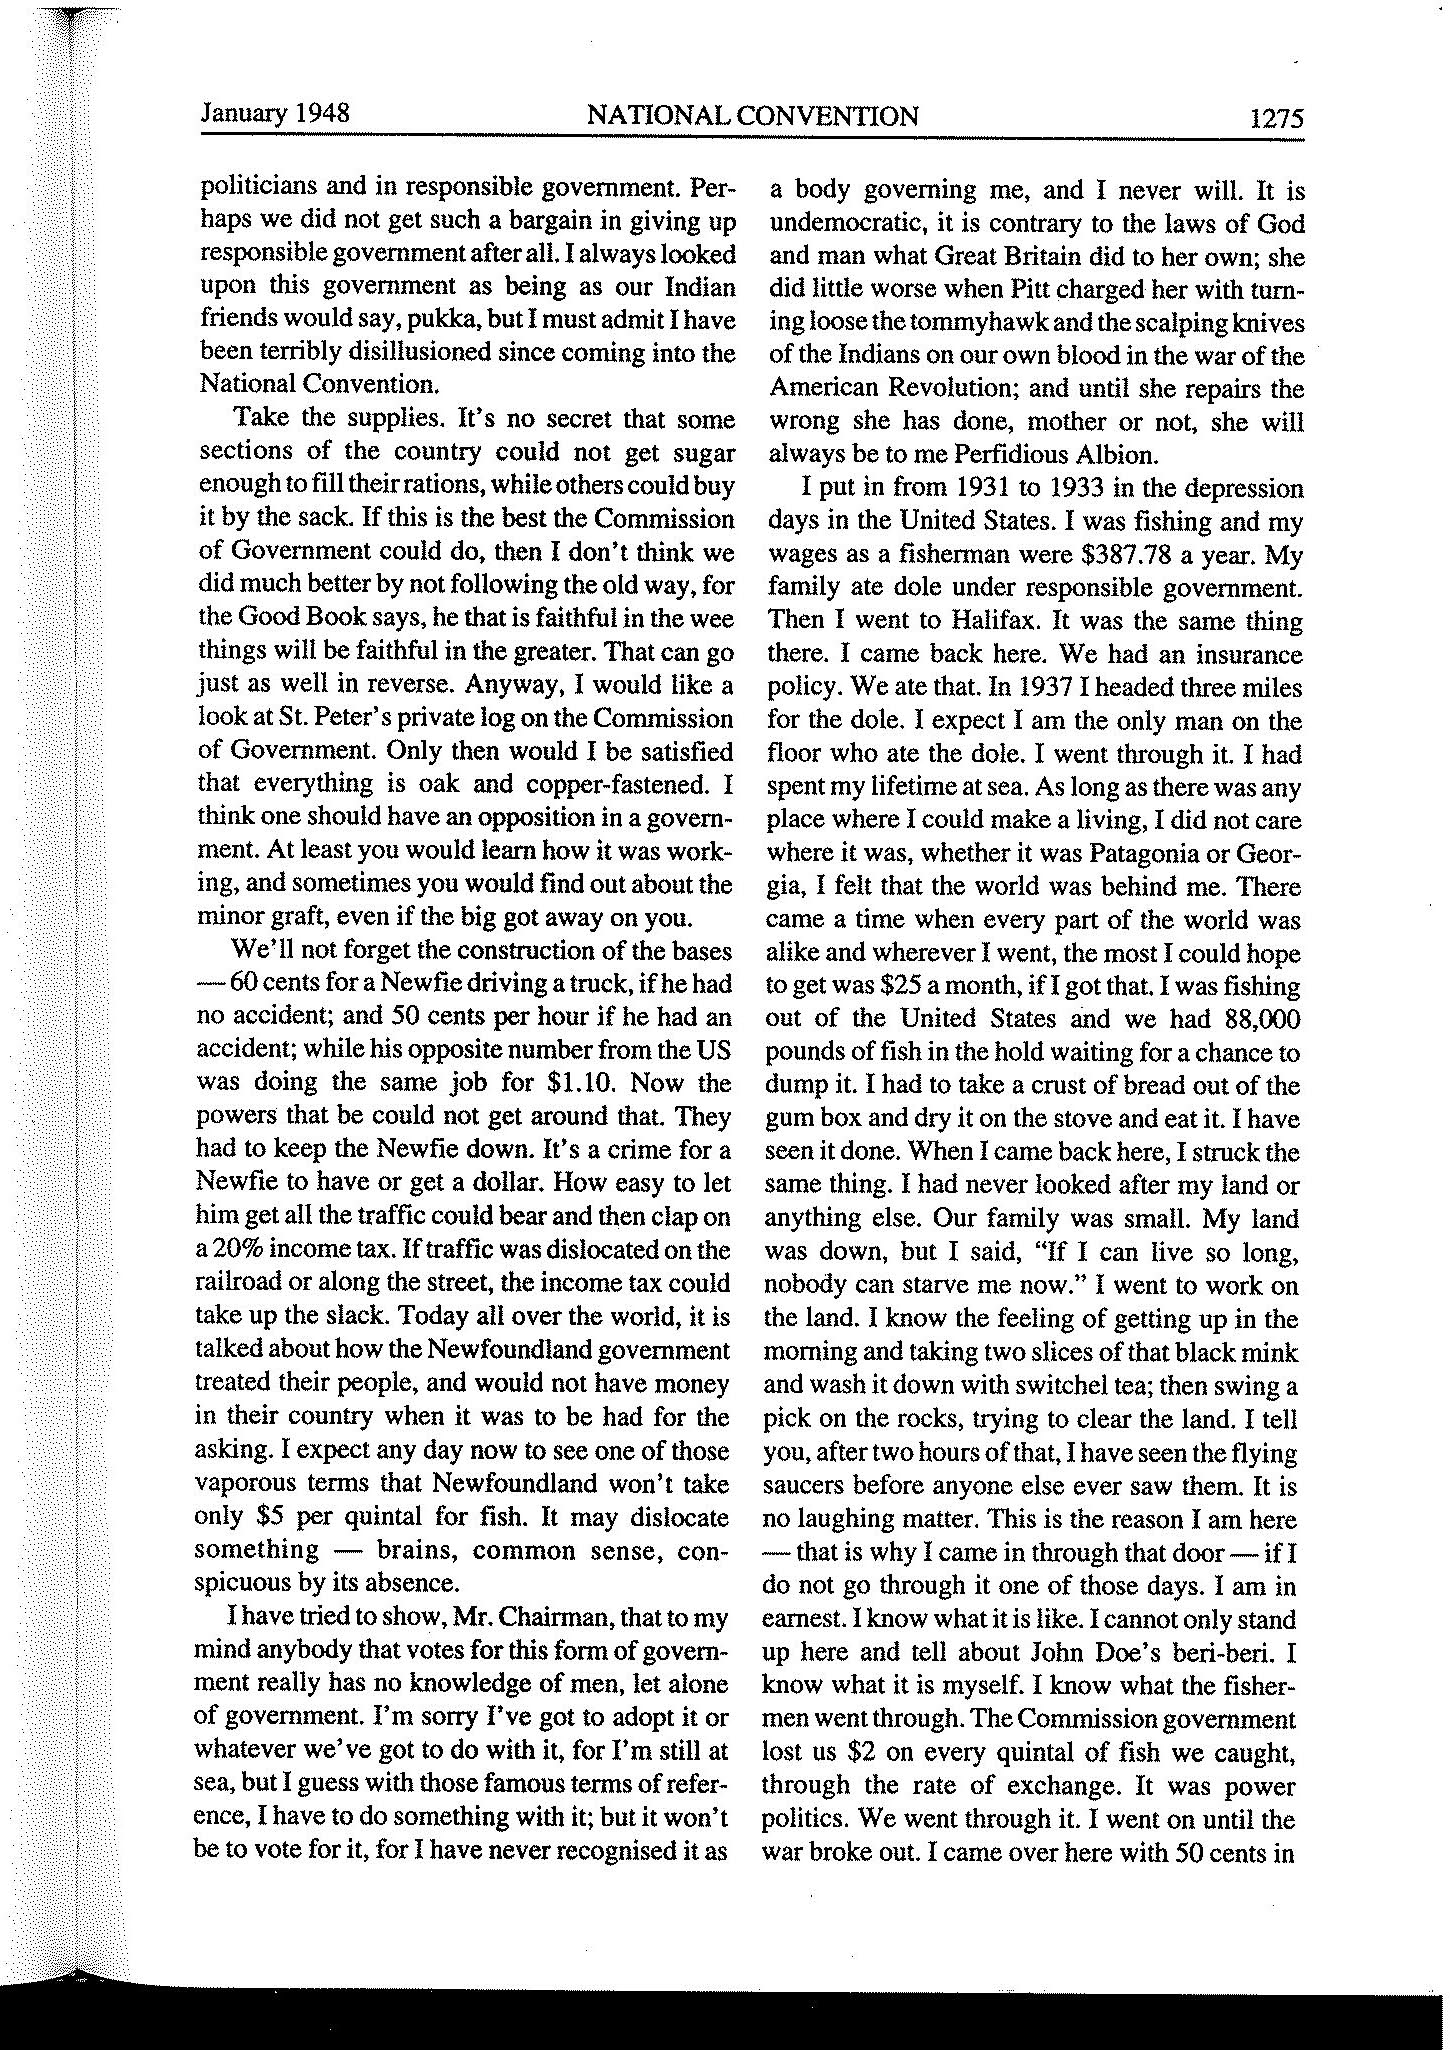 January 1948
NATIONAL CONVENTION
1275
politicians and in responsible government. Per-
haps we did not get such a bargain in giving up
responsible government after all. I always looked
upon this government as being as our Indian
friends would say, pukka, but I must admit I have
been terribly disillusioned since coming into the
National Convention.
Take the supplies. It's no secret that some
sections of the country could not get sugar
enough to fill their rations, while others could buy
it by the sack. If this is the best the Commission
of Government could do, then I don't think we
did much better by not following the old way, for
the Good Book says, he that is faithful in the wee
things will be faithful in the greater. That can go
just as well in reverse. Anyway, I would like a
look at St. Peter's private log on the Commission
of Government. Only then would I be satisfied
that everything is oak and copper-fastened. I
think one should have an opposition in a govern-
ment. At least you would learn how it was work-
ing, and sometimes you would find out about the
minor graft, even if the big got away on you.
We'll not forget the construction of the bases
— 60 cents for a Newfie driving a truck, if he had
no accident; and 50 cents per hour if he had an
accident; while his opposite number from the US
was doing the same job for $1.10. Now the
powers that be could not get around that. They
had to keep the Newfie down. It's a crime for a
Newfie to have or get a dollar. How easy to let
him get all the traffic could bear and then clap on
a 20% income tax. If traffic was dislocated on the
railroad or along the street, the income tax could
take up the slack. Today all over the world, it is
talked about how the Newfoundland government
treated their people, and would not have money
in their country when it was to be had for the
asking. I expect any day now to see one of those
vaporous terms that Newfoundland won't take
only $5 per quintal for fish. It may dislocate
something — brains, common sense, con-
spicuous by its absence.
I have tried to show, Mr. Chairman, that to my
mind anybody that votes for this form of govern-
ment really has no knowledge of men, let alone
of government. I'm sorry I've got to adopt it or
whatever we've got to do with it, for I'm still at
sea, but I guess with those famous terms of refer-
ence, I have to do something with it; but it won't
be to vote for it, for I have never recognised it as
a body governing me, and I never will. It is
undemocratic, it is contrary to the laws of God
and man what Great Britain did to her own; she
did little worse when Pitt charged her with turn-
ing loose the tommyhawk and the scalping knives
of the Indians on our own blood in the war of the
American Revolution; and until she repairs the
wrong she has done, mother or not, she will
always be to me Perfidious Albion.
I put in from 1931 to 1933 in the depression
days in the United States. I was fishing and my
wages as a fisherman were $387.78 a year. My
family ate dole under responsible government.
Then I went to Halifax. It was the same thing
there. I came back here. We had an insurance
policy. We ate that. In 1937 I headed three miles
for the dole. I expect I am the only man on the
floor who ate the dole. I went through it. I had
spent my lifetime at sea. As long as there was any
place where I could make a living, I did not care
where it was, whether it was Patagonia or Geor-
gia, I felt that the world was behind me. There
came a time when every part of the world was
alike and wherever I went, the most I could hope
to get was $25 a month, if I got that. I was fishing
out of the United States and we had 88,000
pounds of fish in the hold waiting for a chance to
dump it. I had to take a crust of bread out of the
gum box and dry it on the stove and eat it. I have
seen it done. When I came back here, I struck the
same thing. I had never looked after my land or
anything else. Our family was small. My land
was down, but I said, “If I can live so long,
nobody can starve me now.” I went to work on
the land. I know the feeling of getting up in the
morning and taking two slices of that black mink
and wash it down with switchel tea; then swing a
pick on the rocks, trying to clear the land. I tell
you, after two hours of that, I have seen the flying
saucers before anyone else ever saw them. It is
no laughing matter. This is the reason I am here
— that is why I came in through that door — if I
do not go through it one of those days. I am in
earnest. I know what it is like. I cannot only stand
up here and tell about John Doe's beri-beri. I
know what it is myself. I know what the fisher-
men went through. The Commission government
lost us $2 on every quintal of fish we caught,
through the rate of exchange. It was power
politics. We went through it. I went on until the
war broke out. I came over here with 50 cents in